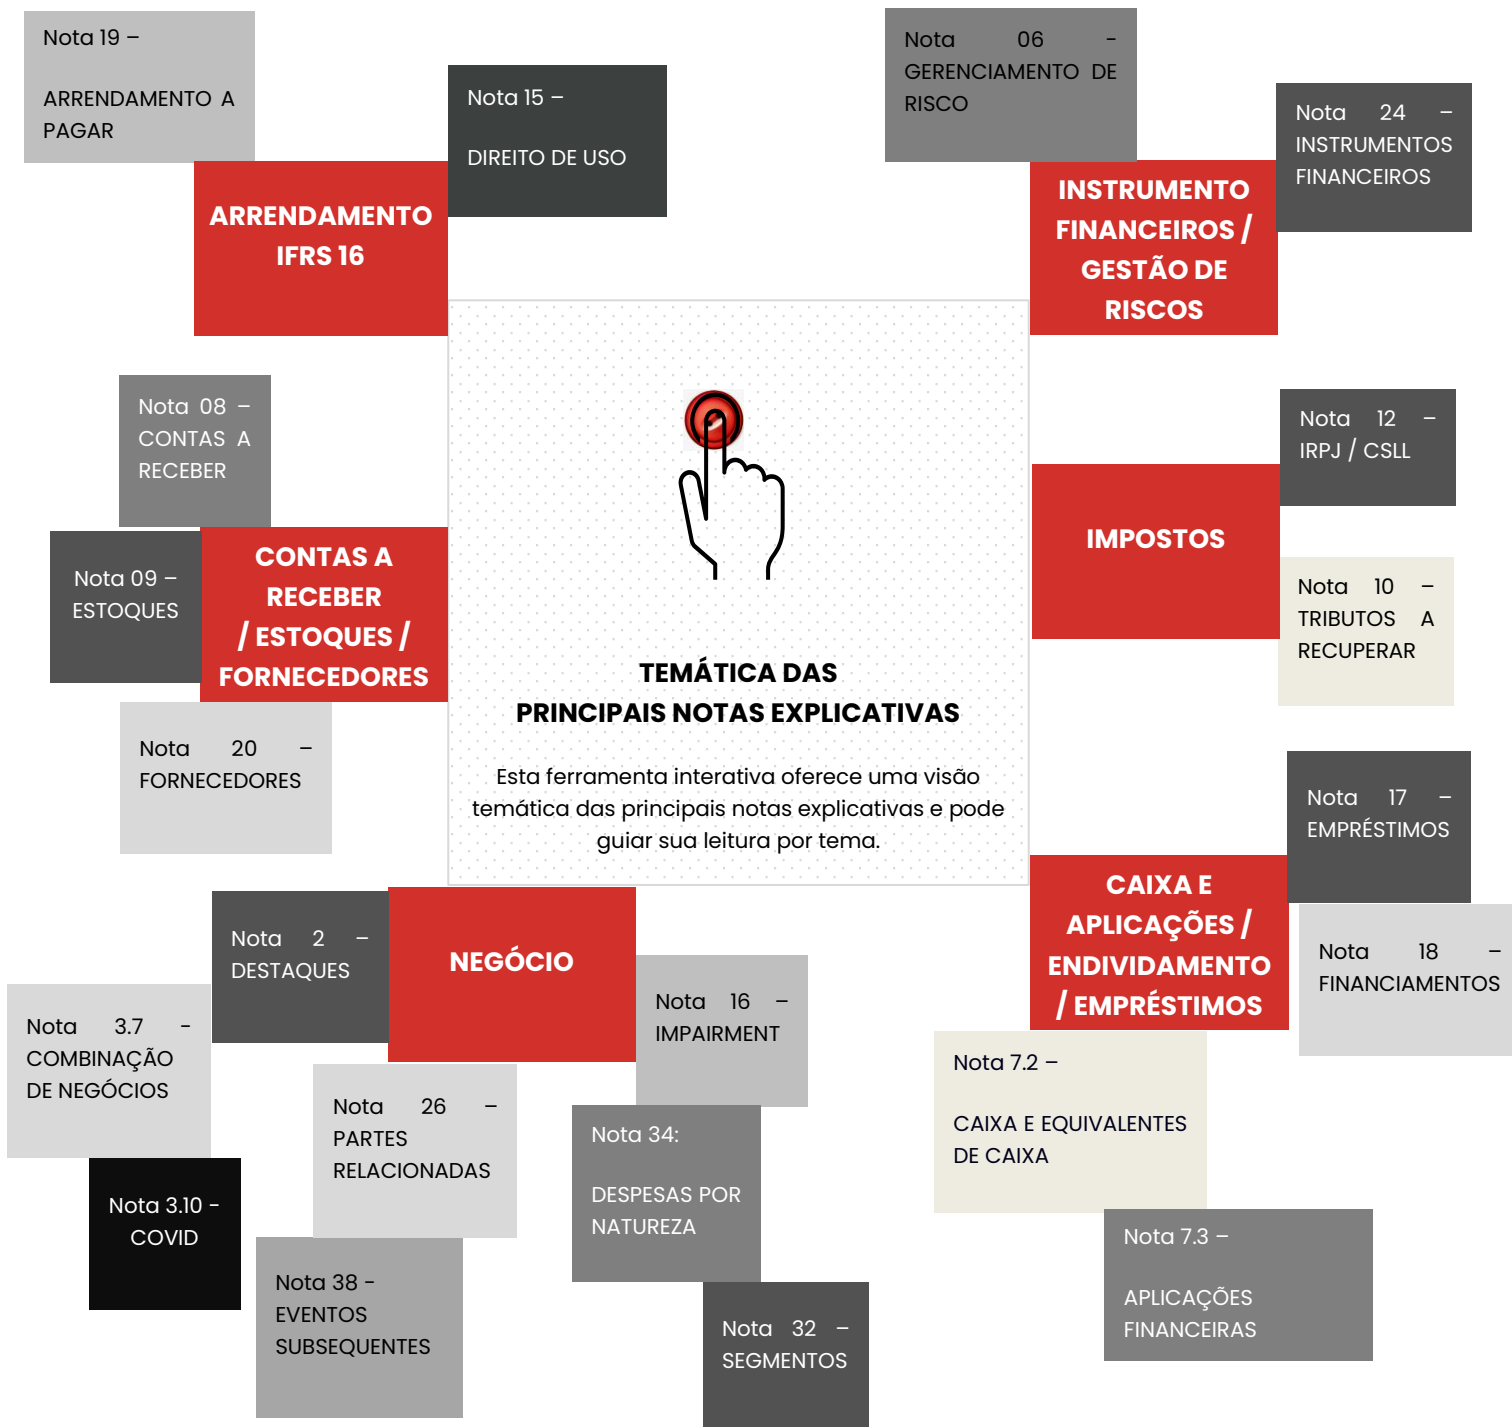 Nota 19 –
ARRENDAMENTO A
PAGAR
Nota 15 –
DIREITO DE USO
ARRENDAMENTO
IFRS 16
Nota 06 -
GERENCIAMENTO DE
RISCO
Nota 24 –
INSTRUMENTOS
FINANCEIROS
INSTRUMENTO
FINANCEIROS /
GESTÃO DE
RISCOS
Nota 08 –
CONTAS A
RECEBER
Nota 09 –
ESTOQUES
CONTAS A
RECEBER
/ ESTOQUES /
FORNECEDORES
Nota 20 –
FORNECEDORES
TEMÁTICA DAS
PRINCIPAIS NOTAS EXPLICATIVAS
Esta ferramenta interativa oferece uma visão
temática das principais notas explicativas e pode
guiar sua leitura por tema.
Nota 12 –
IRPJ / CSLL
IMPOSTOS
Nota 10 –
TRIBUTOS A
RECUPERAR
Nota 17 –
EMPRÉSTIMOS
CAIXA E
APLICAÇÕES /
ENDIVIDAMENTO
/ EMPRÉSTIMOS
Nota 18 –
FINANCIAMENTOS
Nota 7.2 –
CAIXA E EQUIVALENTES
DE CAIXA
Nota 7.3 –
APLICAÇÕES
FINANCEIRAS
Nota 2 –
DESTAQUES
NEGÓCIO
Nota 16 –
IMPAIRMENT
Nota 3.7 -
COMBINAÇÃO
DE NEGÓCIOS
Nota 26 –
PARTES
RELACIONADAS
Nota 34:
DESPESAS POR
NATUREZA
Nota 3.10 -
COVID
Nota 38 -
EVENTOS
SUBSEQUENTES
Nota 32 –
SEGMENTOS